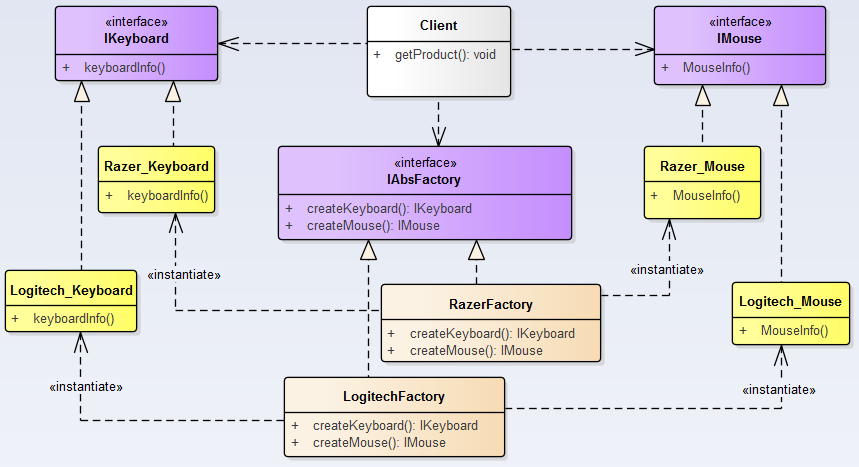 «interface»
IKeyboard
+ keyboardInfo()
Client
+ getProduct(): void
«interface»
IMouse
+ MouseInfo()
Razer_Keyboard
+ keyboardInfo()
«interface»
IAbsFactory
+ createKeyboard(): IKeyboard
+ createMouse(): IMouse
Razer_Mouse
+ MouseInfo()
«instantiate»
«instantiate»
Logitech_Keyboard
+ keyboardInfo()
RazerFactory
+ createKeyboard(): IKeyboard
+ createMouse(): IMouse
Logitech_Mouse
+ MouseInfo()
«instantiate»
LogitechFactory
+ createKeyboard(): IKeyboard
+ createMouse(): IMouse
«instantiate»